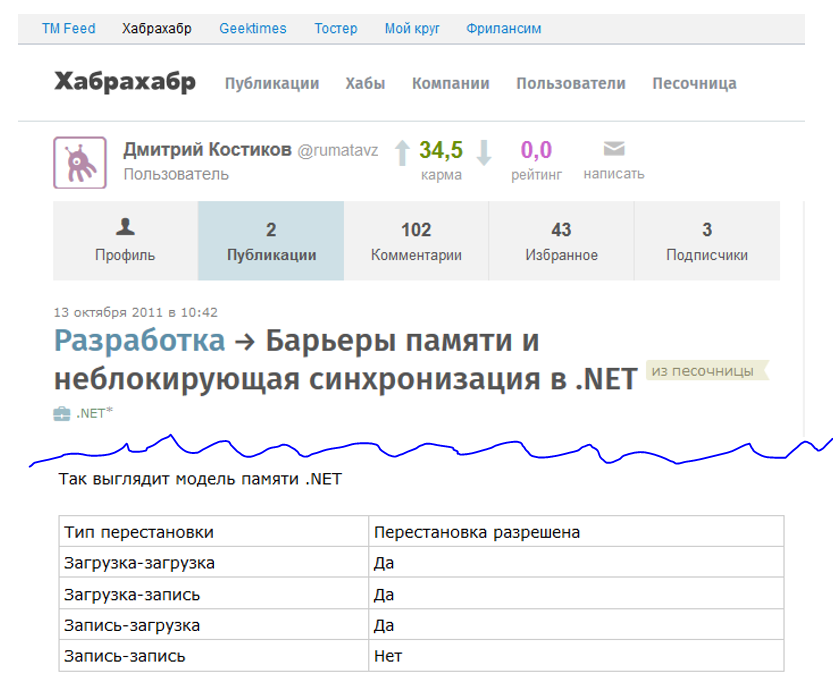 TM Feed Хабрахабр Geektimes Тостер Мой круг Фрилансим
Хабрахабр Публикации Хабы Компании Пользователи Песочница
Дмитрий Костиков @rumatavz 34,5 0,0
Пользователь карма рейтинг написать
2 102 43 3
Профиль Публикации Комментарии Избранное Подписчики
13 октября 2011 в 10:42
Разработка → Барьеры памяти и
неблокирующая синхронизация в .NET из песочницы
.NET*
Так выглядит модель памяти .NET
Тип перестановки Перестановка разрешена
Загрузка-загрузка Да
Загрузка-запись Да
Запись-загрузка Да
Запись-запись Нет